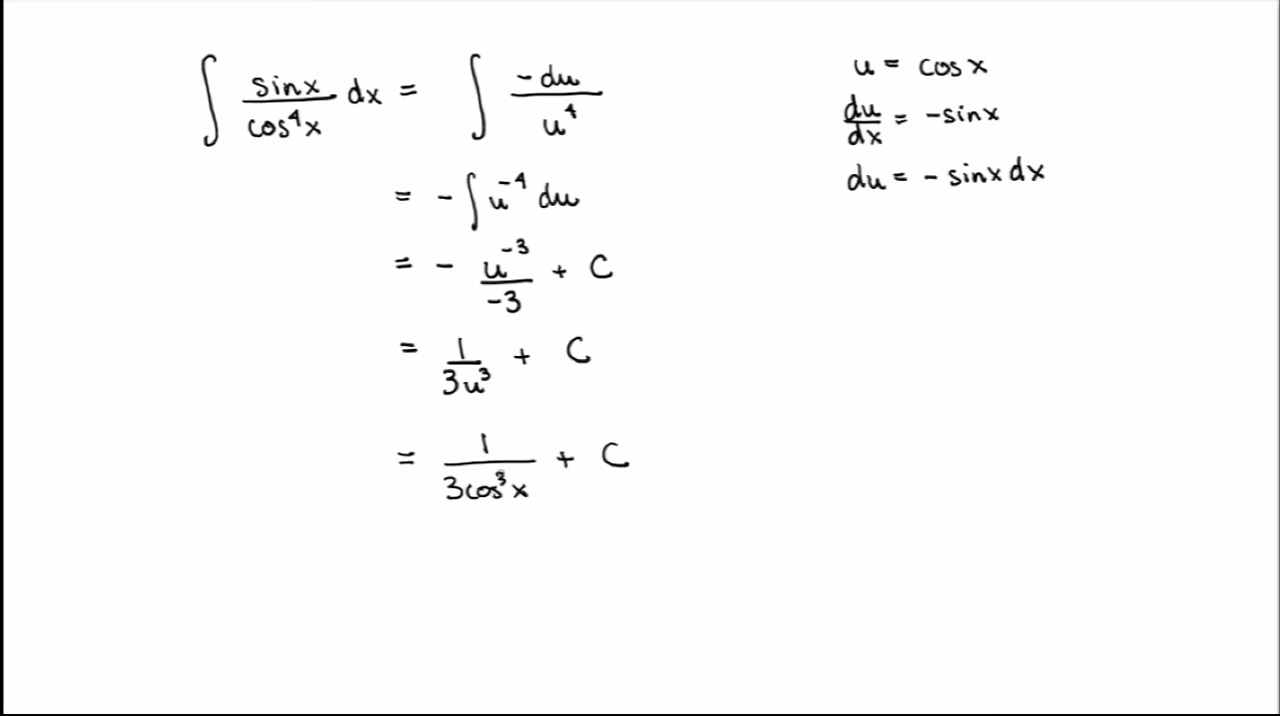 ∫ sinx/cos⁴x dx = ∫ -du/u⁴
= -∫ u⁻⁴ du
= - u⁻³/-3 + C
= 1/3u³ + C
= 1/3cos³x + C
u = cosx
du/dx = -sinx
du = - sinx dx